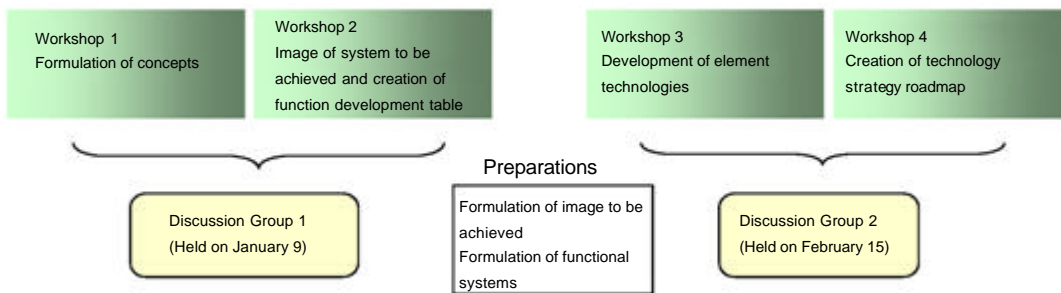 Workshop 1
Formulation of concepts
Workshop 2
Image of system to be
achieved and creation of
function development table
Workshop 3
Development of element
technologies
Workshop 4
Creation of technology
strategy roadmap
Discussion Group 1
(Held on January 9)
Preparations
Formulation of image to be
achieved
Formulation of functional
systems
Discussion Group 2
(Held on February 15)